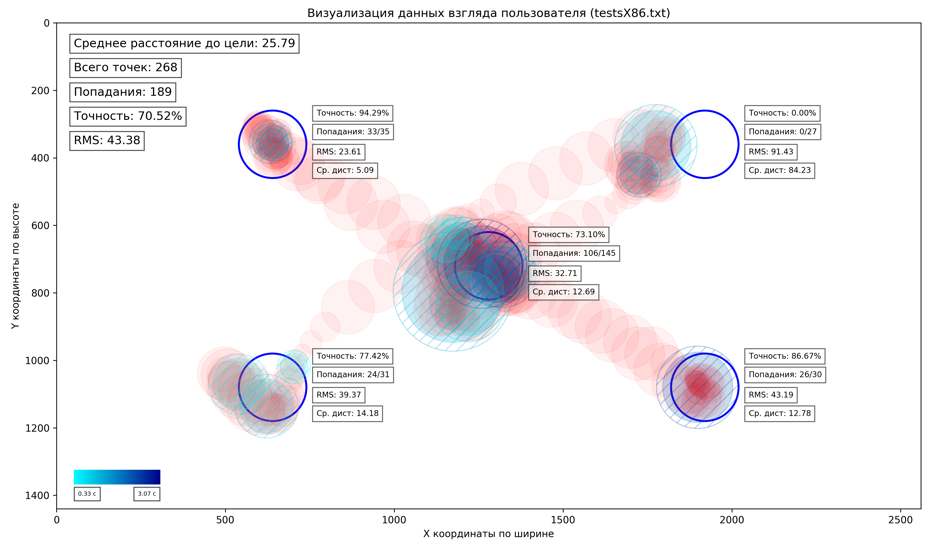 Визуализация данных взгляда пользователя (testsX86.txt)
Среднее расстояние до цели: 25.79
Всего точек: 268
Попадания: 189
Точность: 70.52%
RMS: 43.38
Точность: 94.29%
Попадания: 33/35
RMS: 23.61
Ср. дист: 5.09
Точность: 0.00%
Попадания: 0/27
RMS: 91.43
Ср. дист: 84.23
Точность: 73.10%
Попадания: 106/145
RMS: 32.71
Ср. дист: 12.69
Точность: 77.42%
Попадания: 24/31
RMS: 39.37
Ср. дист: 14.18
Точность: 86.67%
Попадания: 26/30
RMS: 43.19
Ср. дист: 12.78
0.33 с 3.07 с
Y координаты по высоте
0
200
400
600
800
1000
1200
1400
0 500 1000 1500 2000 2500
X координаты по ширине